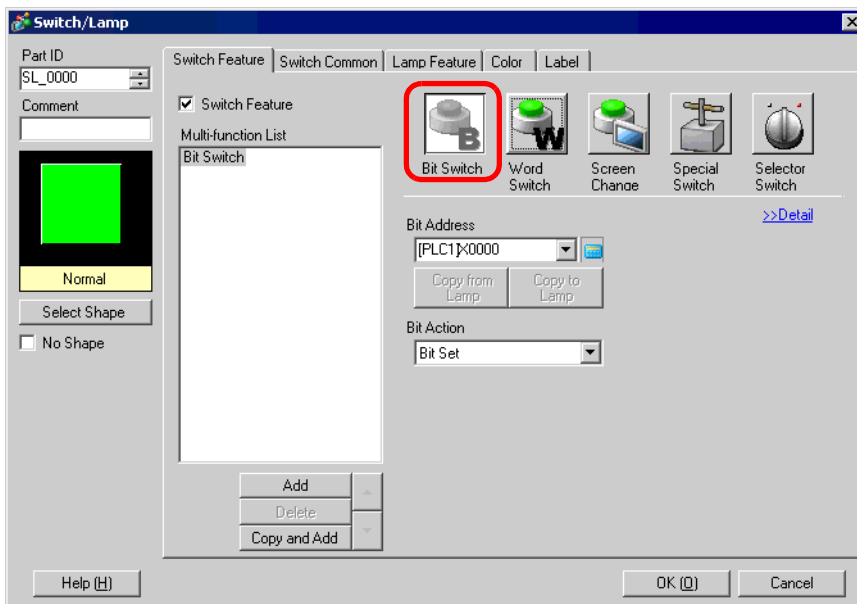 Switch/Lamp
Part ID
SL_0000
Comment
Normal
Select Shape
No Shape
Switch Feature
Switch Common
Lamp Feature
Color
Label
Switch Feature
Multi-function List
Bit Switch
Add
Delete
Copy and Add
B
W
Bit Switch
Word
Switch
Screen
Change
Special
Switch
Selector
Switch
>>Detail
Bit Address
[PLC1]X0000
Copy from
Lamp
Copy to
Lamp
Bit Action
Bit Set
Help (H)
OK (O)
Cancel